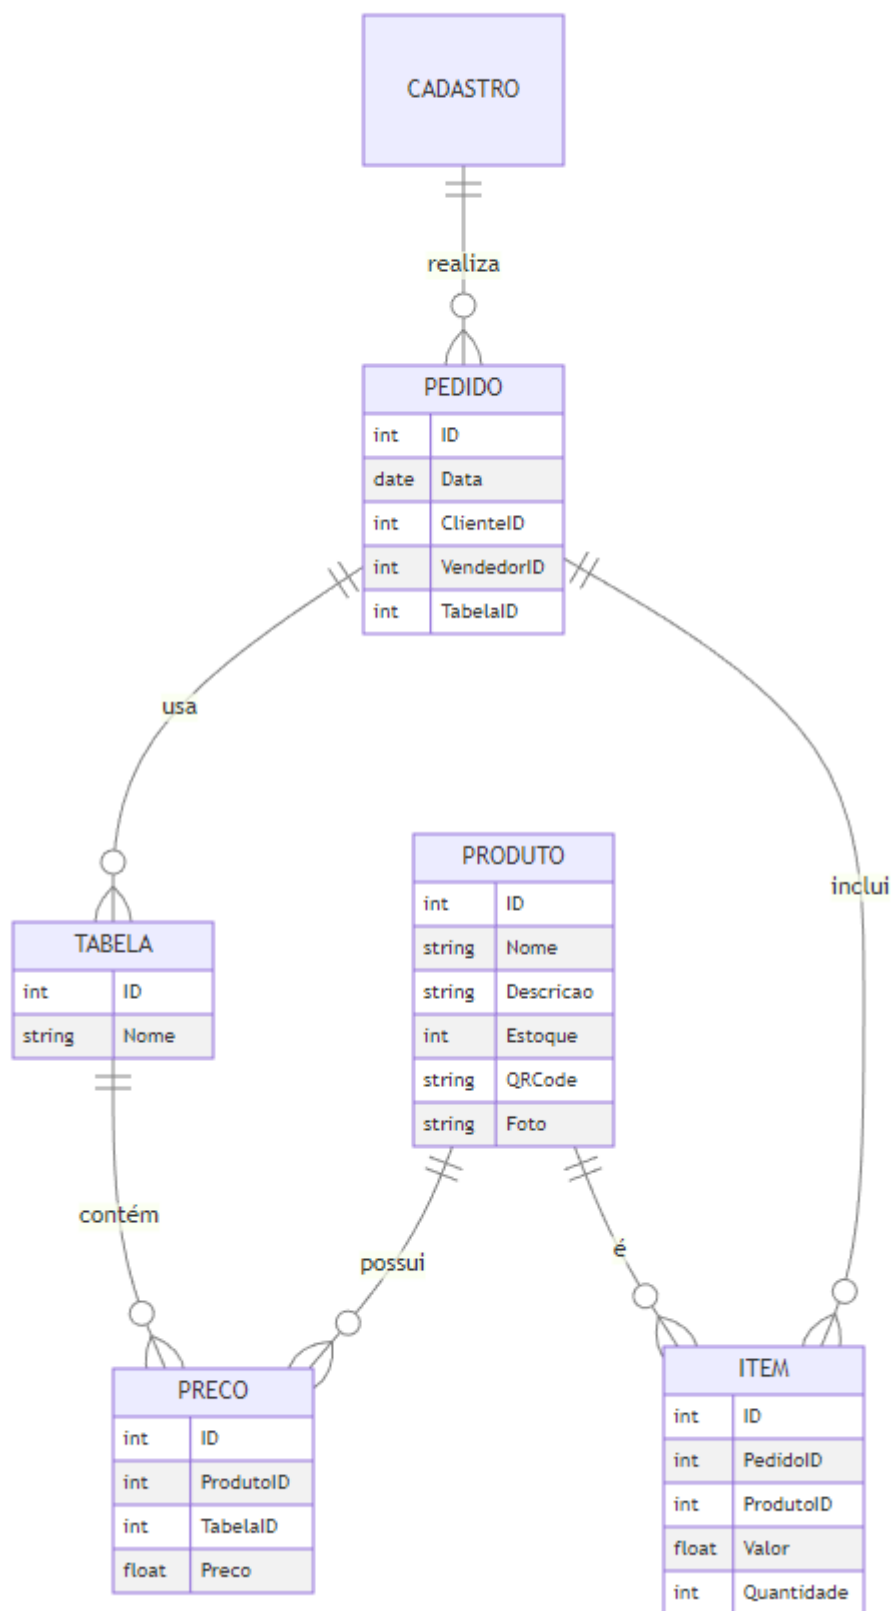 CADASTRO
realiza
PEDIDO
int ID
date Data
int ClienteID
int VendedorID
int TabelaID
usa
inclui
PRODUTO
int ID
string Nome
string Descricao
int Estoque
string QRCode
string Foto
TABELA
int ID
string Nome
contém
possui
é
PRECO
int ID
int ProdutoID
int TabelaID
float Preco
ITEM
int ID
int PedidoID
int ProdutoID
float Valor
int Quantidade